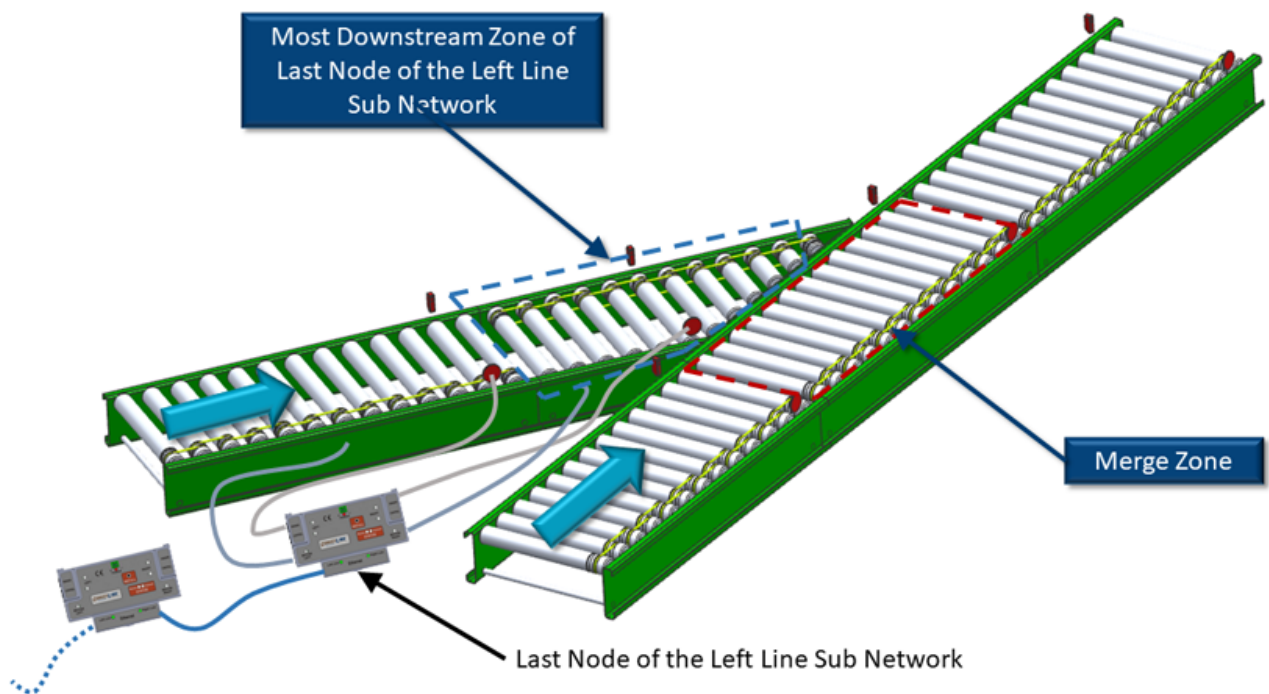 Most Downstream Zone of
Last Node of the Left Line
Sub Network
Merge Zone
Last Node of the Left Line Sub Network